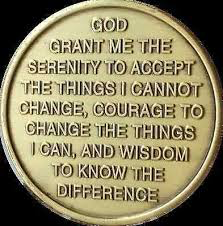 GOD
GRANT ME THE
SERENITY TO ACCEPT
THE THINGS I CANNOT
CHANGE, COURAGE TO
CHANGE THE THINGS
I CAN, AND WISDOM
TO KNOW THE
DIFFERENCE